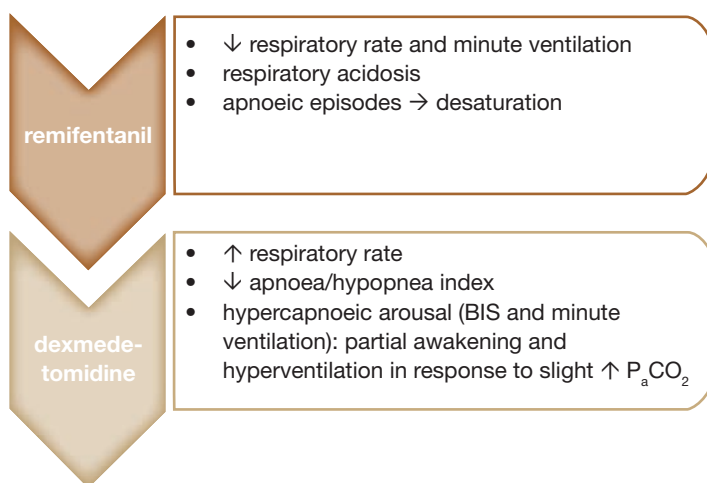 remifentanil
• ↓ respiratory rate and minute ventilation
• respiratory acidosis
• apnoeic episodes → desaturation
dexmede-
tomidine
• ↑ respiratory rate
• ↓ apnoea/hypopnea index
• hypercapnoeic arousal (BIS and minute
ventilation): partial awakening and
hyperventilation in response to slight ↑ PₐCO₂